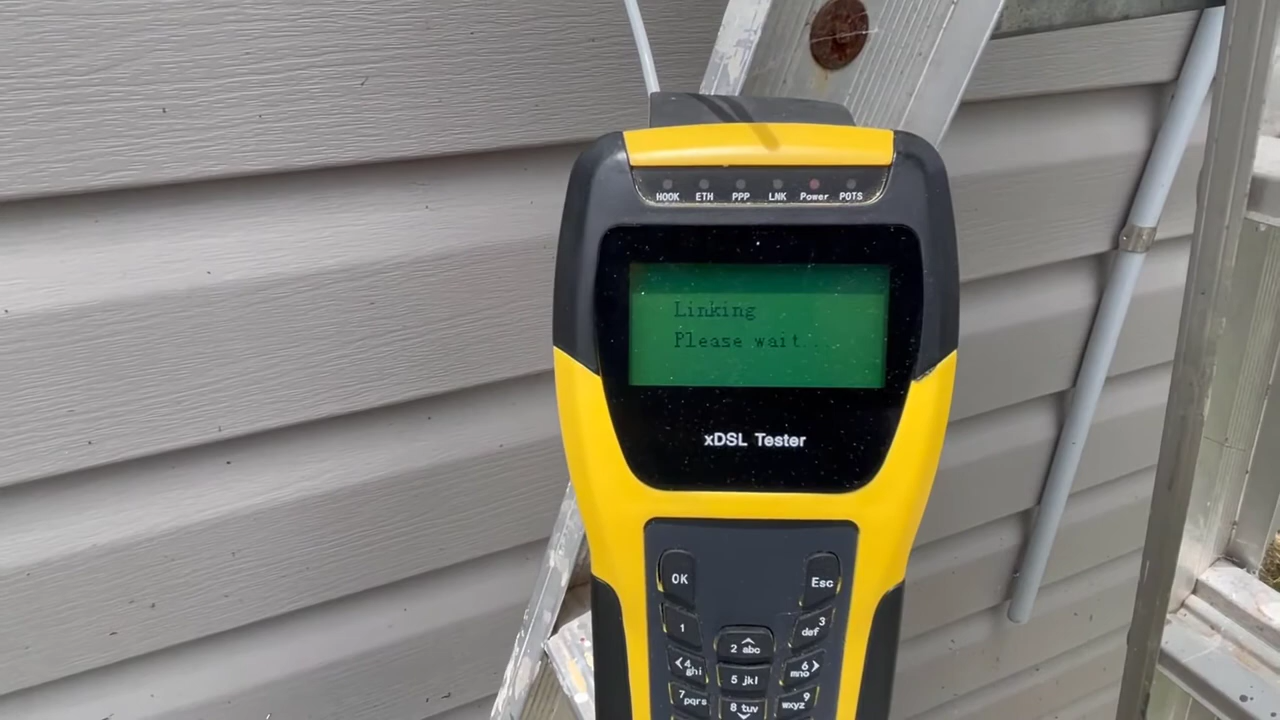 HOOK ETH PPP LNK Power POTS
Linking
Please wait..
xDSL Tester
OK Esc
1 2 abc 3 def
4 ghi 5 jkl 6 mno
7 pqrs 8 tuv 9 wxyz